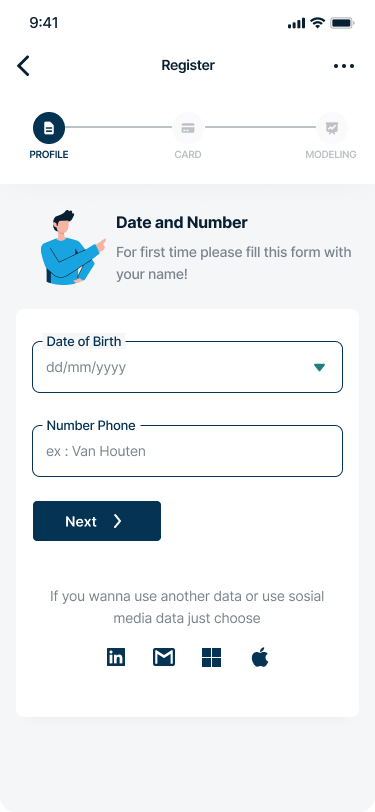 9:41
Register
PROFILE
CARD
MODELING
Date and Number
For first time please fill this form with
your name!
Date of Birth
dd/mm/yyyy
Number Phone
ex : Van Houten
Next
If you wanna use another data or use sosial
media data just choose